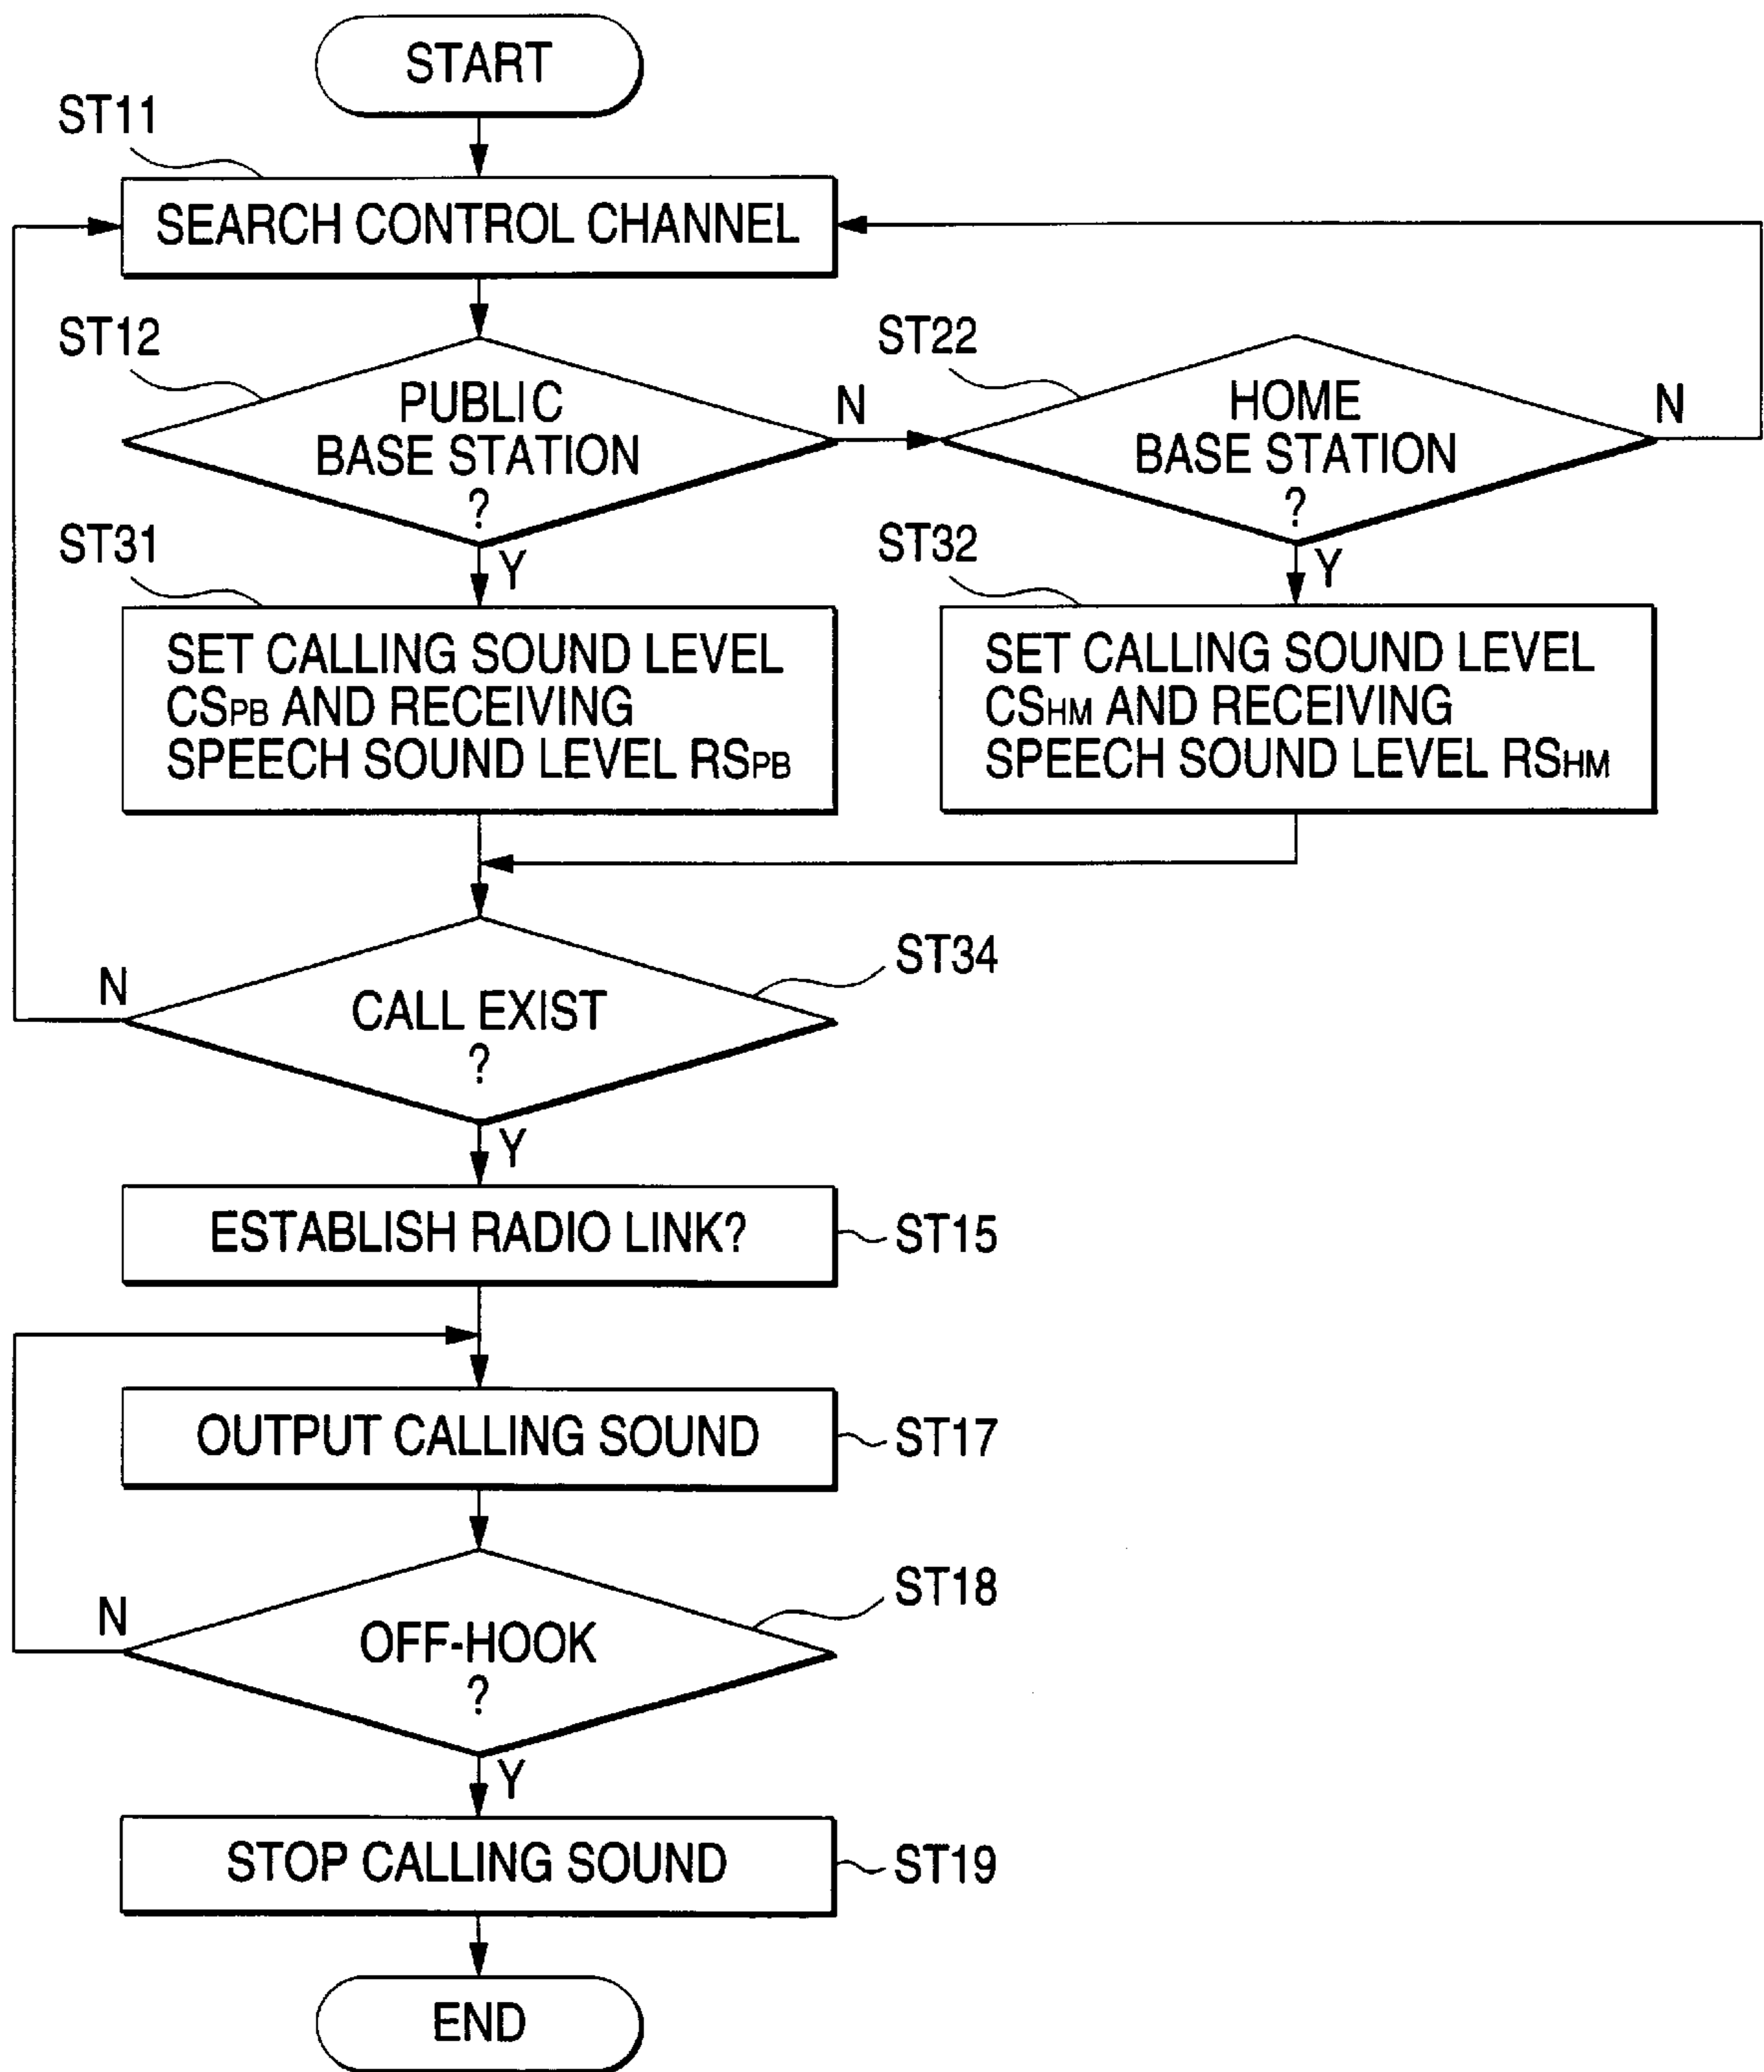 START
ST11
SEARCH CONTROL CHANNEL
ST12
PUBLIC
BASE STATION
?
N
ST22
HOME
BASE STATION
?
N
Y
Y
ST31
SET CALLING SOUND LEVEL
CSPB AND RECEIVING
SPEECH SOUND LEVEL RSPB
ST32
SET CALLING SOUND LEVEL
CSHM AND RECEIVING
SPEECH SOUND LEVEL RSHM
ST34
N
CALL EXIST
?
Y
ESTABLISH RADIO LINK?
ST15
OUTPUT CALLING SOUND
ST17
ST18
N
OFF-HOOK
?
Y
STOP CALLING SOUND
ST19
END